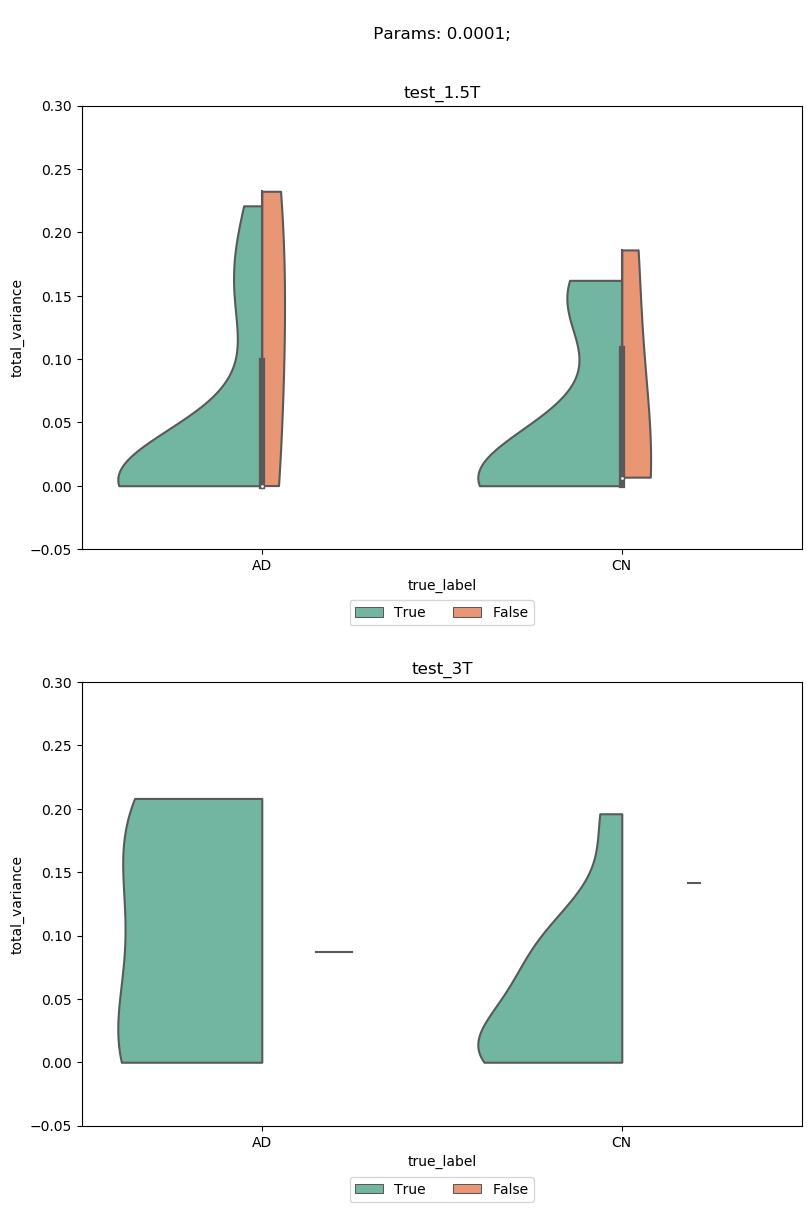 Params: 0.0001;
test_1.5T
0.30
0.25
0.20
0.15
0.10
0.05
0.00
−0.05
total_variance
AD CN
true_label
True False
test_3T
0.30
0.25
0.20
0.15
0.10
0.05
0.00
−0.05
total_variance
AD CN
true_label
True False